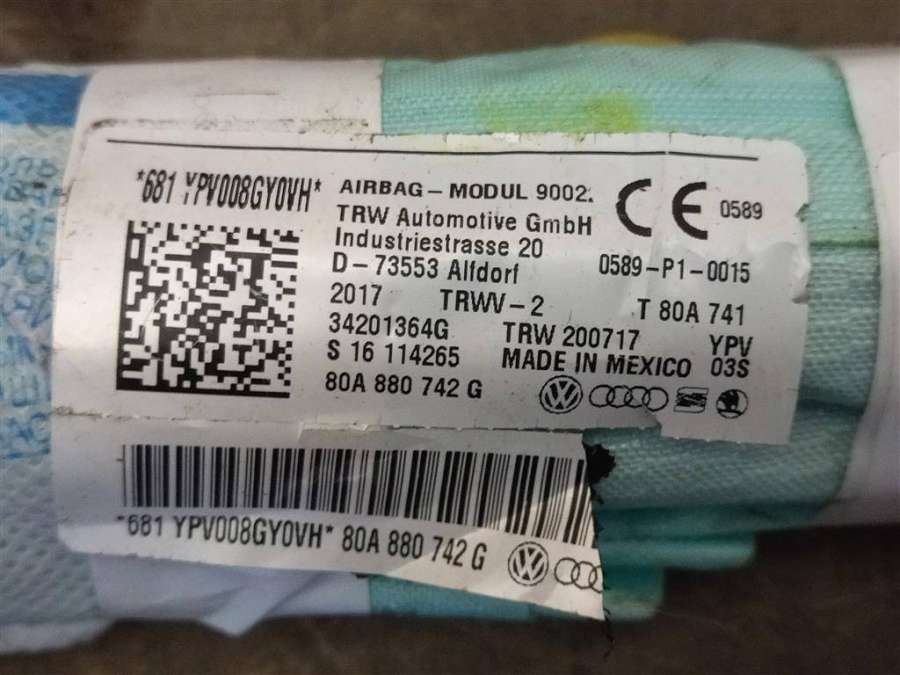 *681 YPV008GY0VH*
AIRBAG-MODUL 9002.
TRW Automotive GmbH
Industriestrasse 20
D-73553 Alfdorf
2017 TRWV-2
34201364G
S 16 114265
80A 880 742 G
CE 0589
0589-P1-0015
T 80A 741
TRW 200717 YPV
MADE IN MEXICO 03S
*681 YPV008GY0VH* 80A 880 742 G